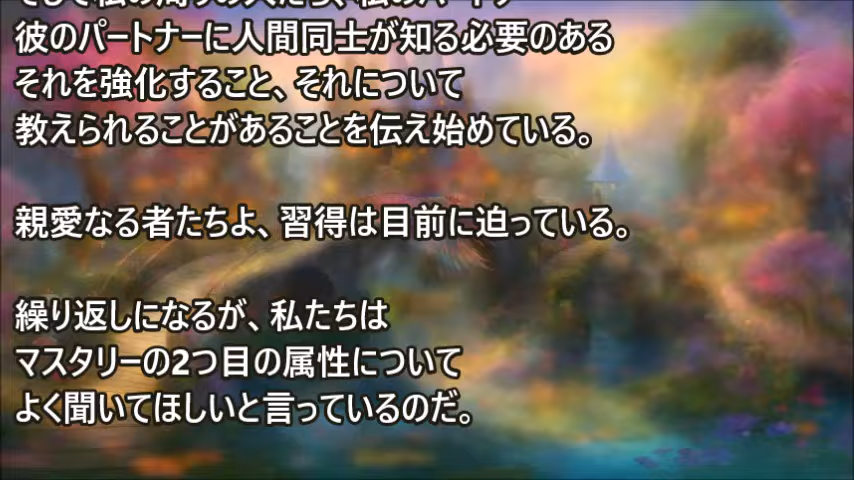 彼のパートナーに人間同士が知る必要のある
それを強化すること、それについて
教えられることがあることを伝え始めている。
親愛なる者たちよ、習得は目前に迫っている。
繰り返しになるが、私たちは
マスタリーの2つ目の属性について
よく聞いてほしいと言っているのだ。